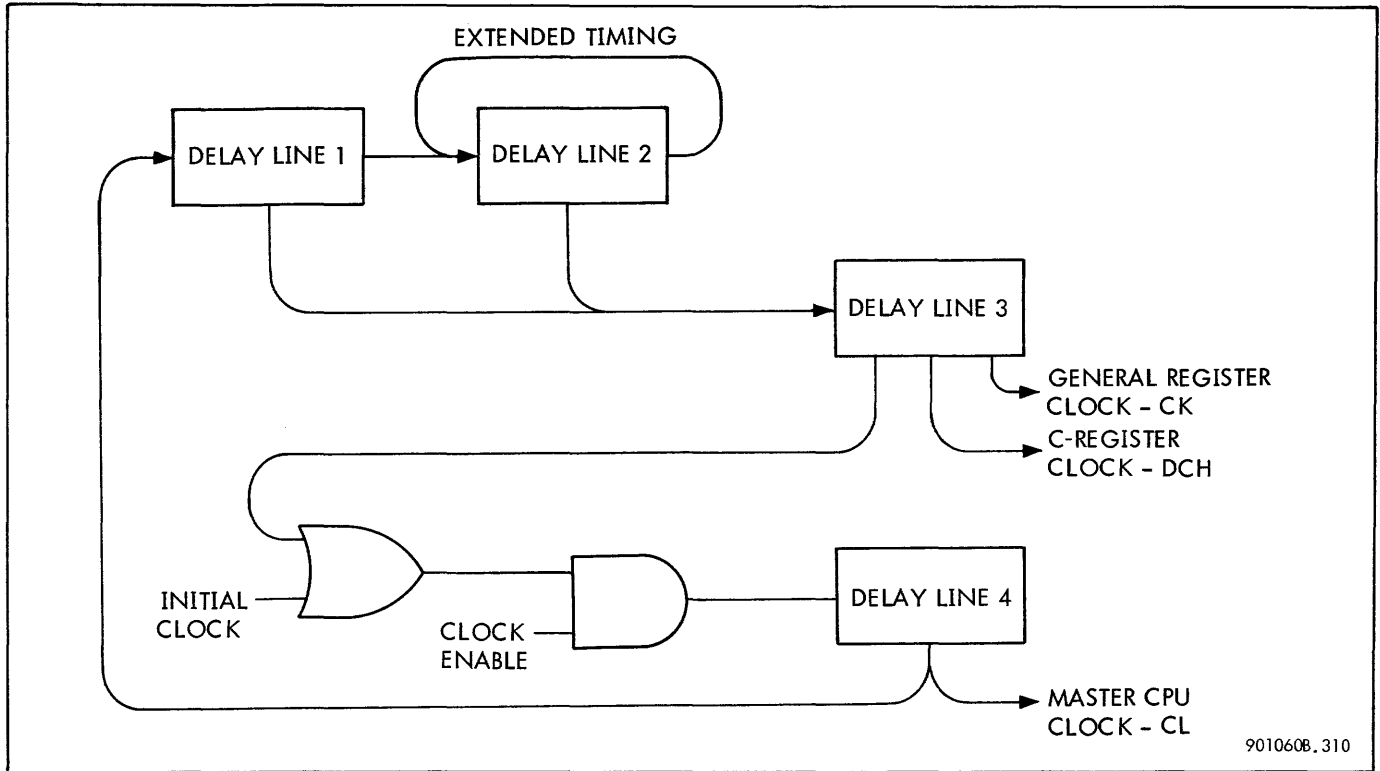 EXTENDED TIMING
DELAY LINE 1
DELAY LINE 2
DELAY LINE 3
GENERAL REGISTER
CLOCK - CK
C-REGISTER
CLOCK - DCH
INITIAL
CLOCK
CLOCK
ENABLE
DELAY LINE 4
MASTER CPU
CLOCK - CL
901060B.310